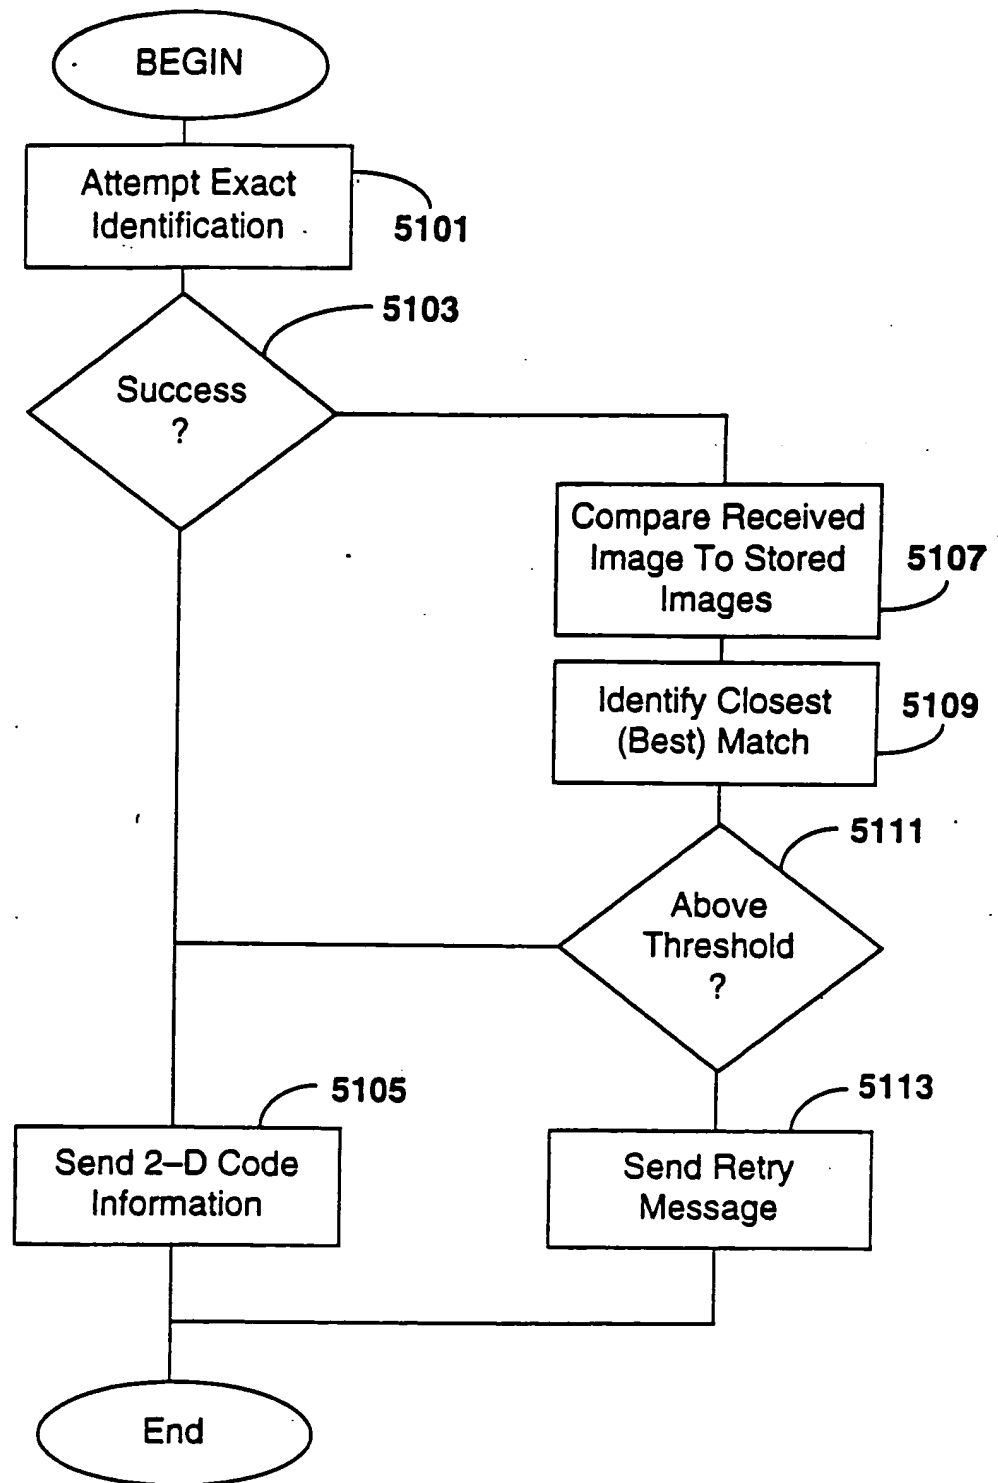 BEGIN
Attempt Exact
Identification
5101
5103
Success
?
Compare Received
Image To Stored
Images
5107
Identify Closest
(Best) Match
5109
5111
Above
Threshold
?
5105
Send 2–D Code
Information
5113
Send Retry
Message
End